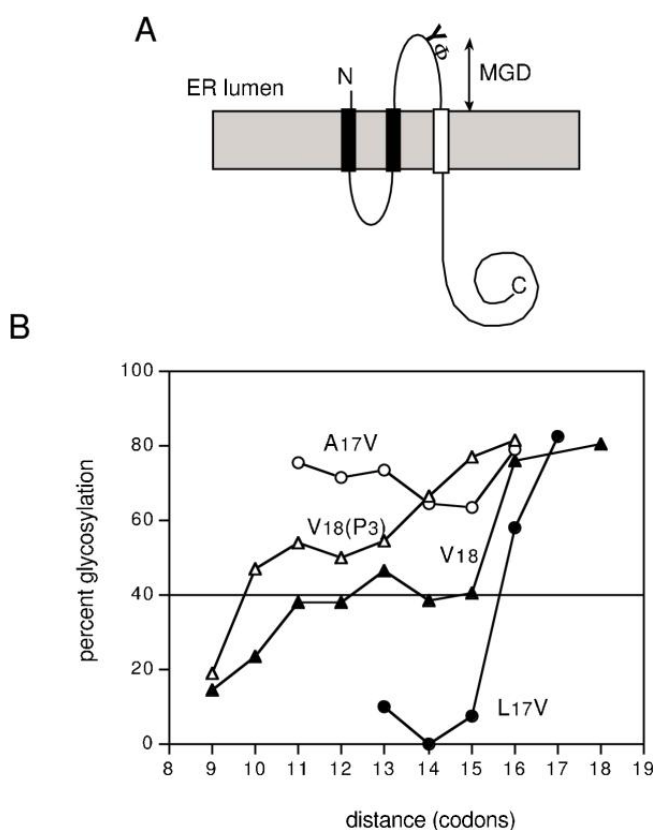 A
ER lumen
N
Y
Φ
MGD
C
B
percent glycosylation
100
80
60
40
20
0
A17V
V18(P3)
V18
L17V
8 9 10 11 12 13 14 15 16 17 18 19
distance (codons)